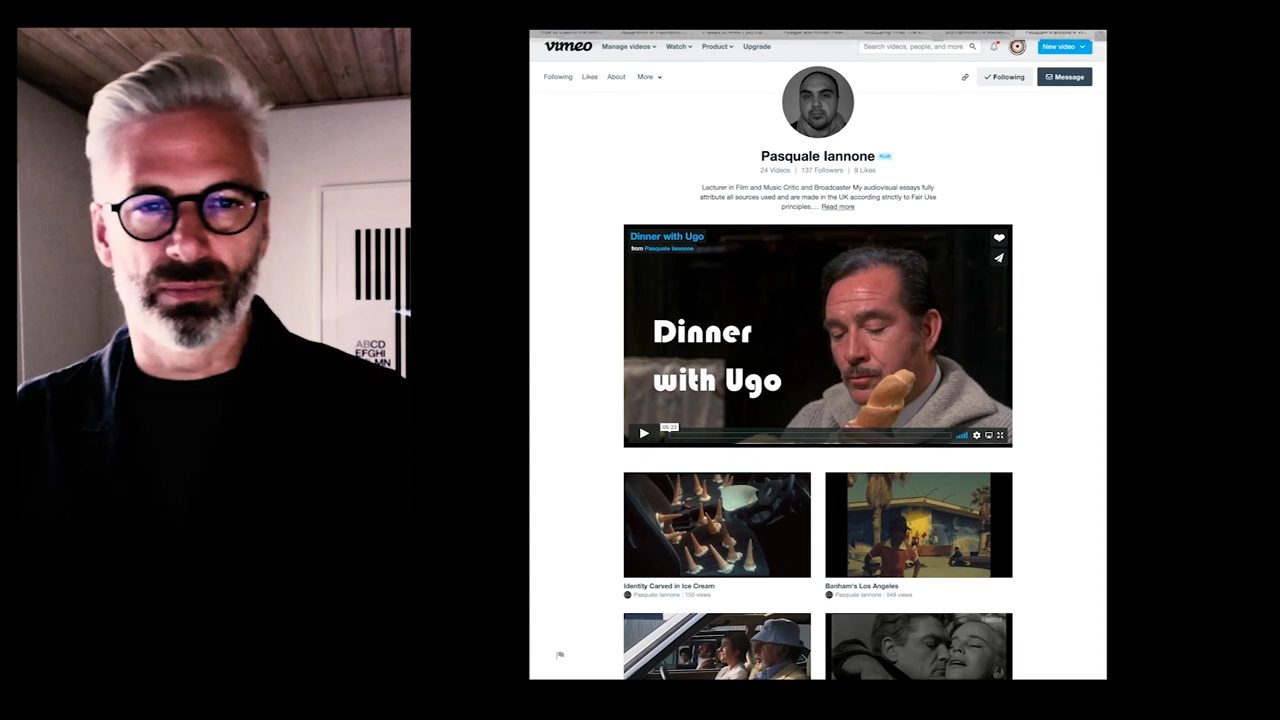 ABCD
EFGHI
MN
vimeo Manage videos Watch Product Upgrade Search videos, people, and more New video
Following Likes About More Following Message
Pasquale Iannone PLUS
24 Videos | 137 Followers | 9 Likes
Lecturer in Film and Music Critic and Broadcaster My audiovisual essays fully
attribute all sources used and are made in the UK according strictly to Fair Use
principles.... Read more
Dinner with Ugo
from Pasquale Iannone
Dinner
with Ugo
05:22
Identity Carved in Ice Cream
Pasquale Iannone | 150 views
Banham's Los Angeles
Pasquale Iannone | 549 views